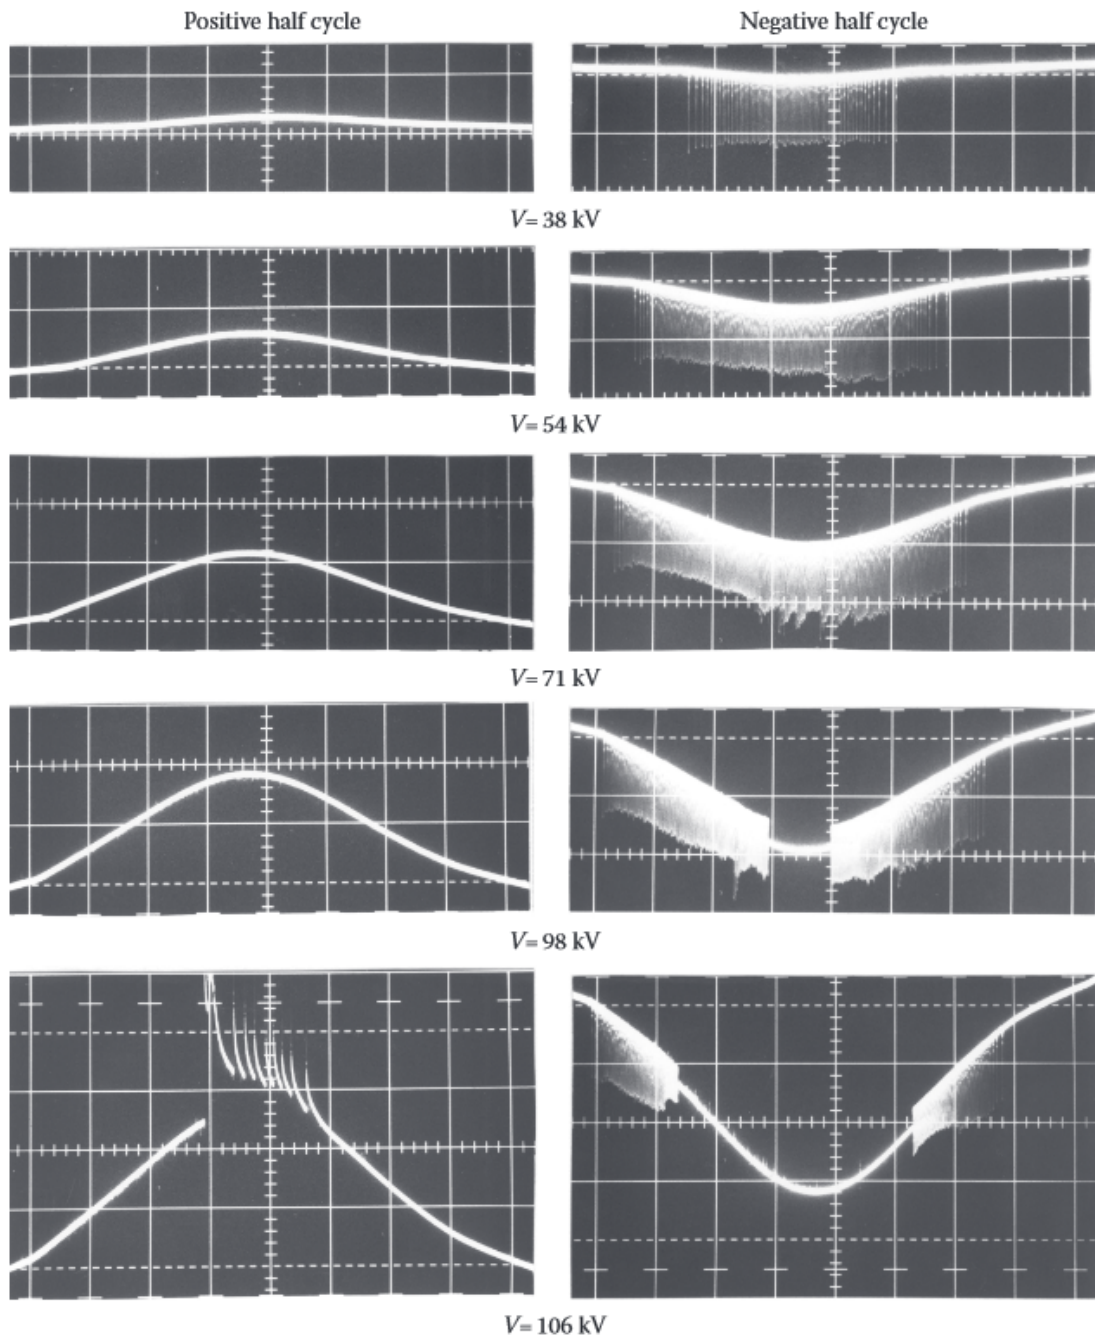 Positive half cycle
Negative half cycle
V= 38 kV
V= 54 kV
V= 71 kV
V= 98 kV
V= 106 kV